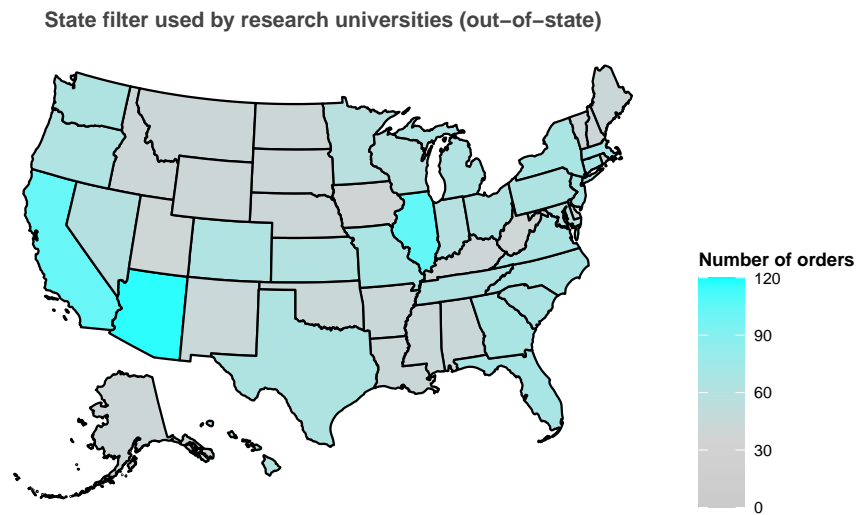 State filter used by research universities (out−of−state)
Number of orders
120
90
60
30
0